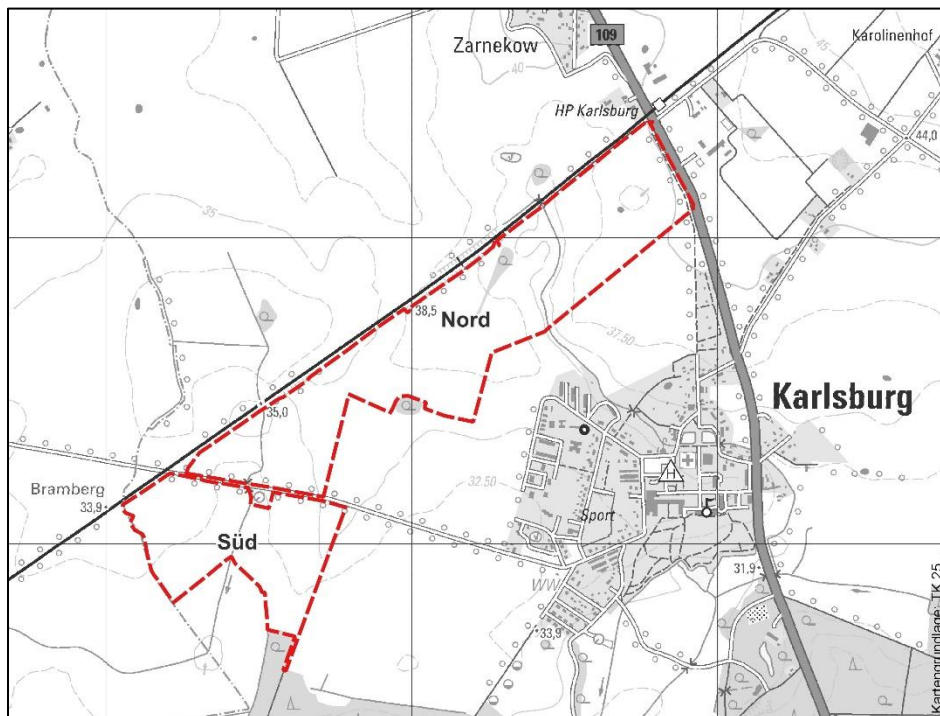 109
Zarnekow
Karolinenhof
45
40
HP Karlsburg
44,0
35
38,5
Nord
37.50
35,0
Karlsburg
Bramberg
32.50
33,9
Süd
Sport
H
WW
31,9
33,9
Kartengrundlage: TK 25